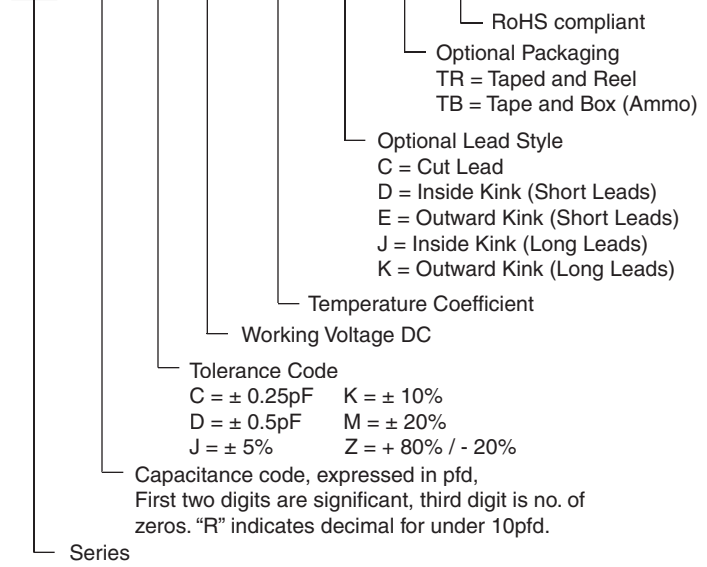 RoHS compliant
Optional Packaging
TR = Taped and Reel
TB = Tape and Box (Ammo)
Optional Lead Style
C = Cut Lead
D = Inside Kink (Short Leads)
E = Outward Kink (Short Leads)
J = Inside Kink (Long Leads)
K = Outward Kink (Long Leads)
Temperature Coefficient
Working Voltage DC
Tolerance Code
C = ± 0.25pF K = ± 10%
D = ± 0.5pF M = ± 20%
J = ± 5% Z = + 80% / - 20%
Capacitance code, expressed in pfd,
First two digits are significant, third digit is no. of
zeros. “R” indicates decimal for under 10pfd.
Series